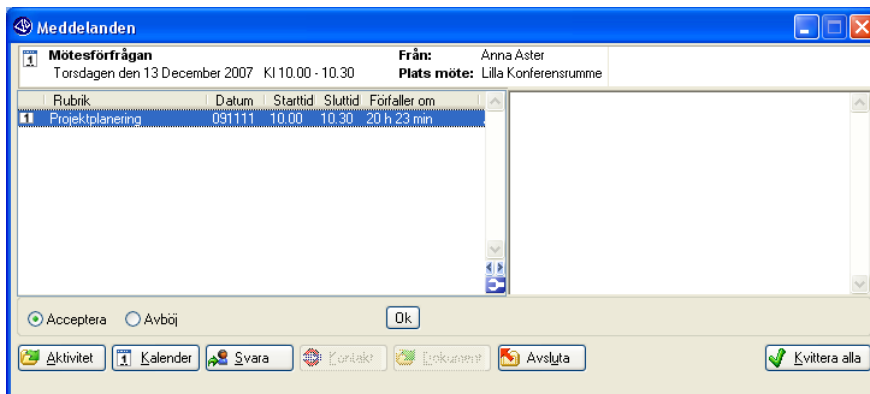 Meddelanden
Mötesförfrågan Från: Anna Aster
Torsdagen den 13 December 2007 Kl 10.00 - 10.30 Plats möte: Lilla Konferensrumme
Rubrik Datum Starttid Sluttid Förfaller om
1 Projektplanering 091111 10.00 10.30 20 h 23 min
Acceptera Avböj Ok
Aktivitet 1 Kalender Svara Kontakt Dokument Avsluta Kvittera alla